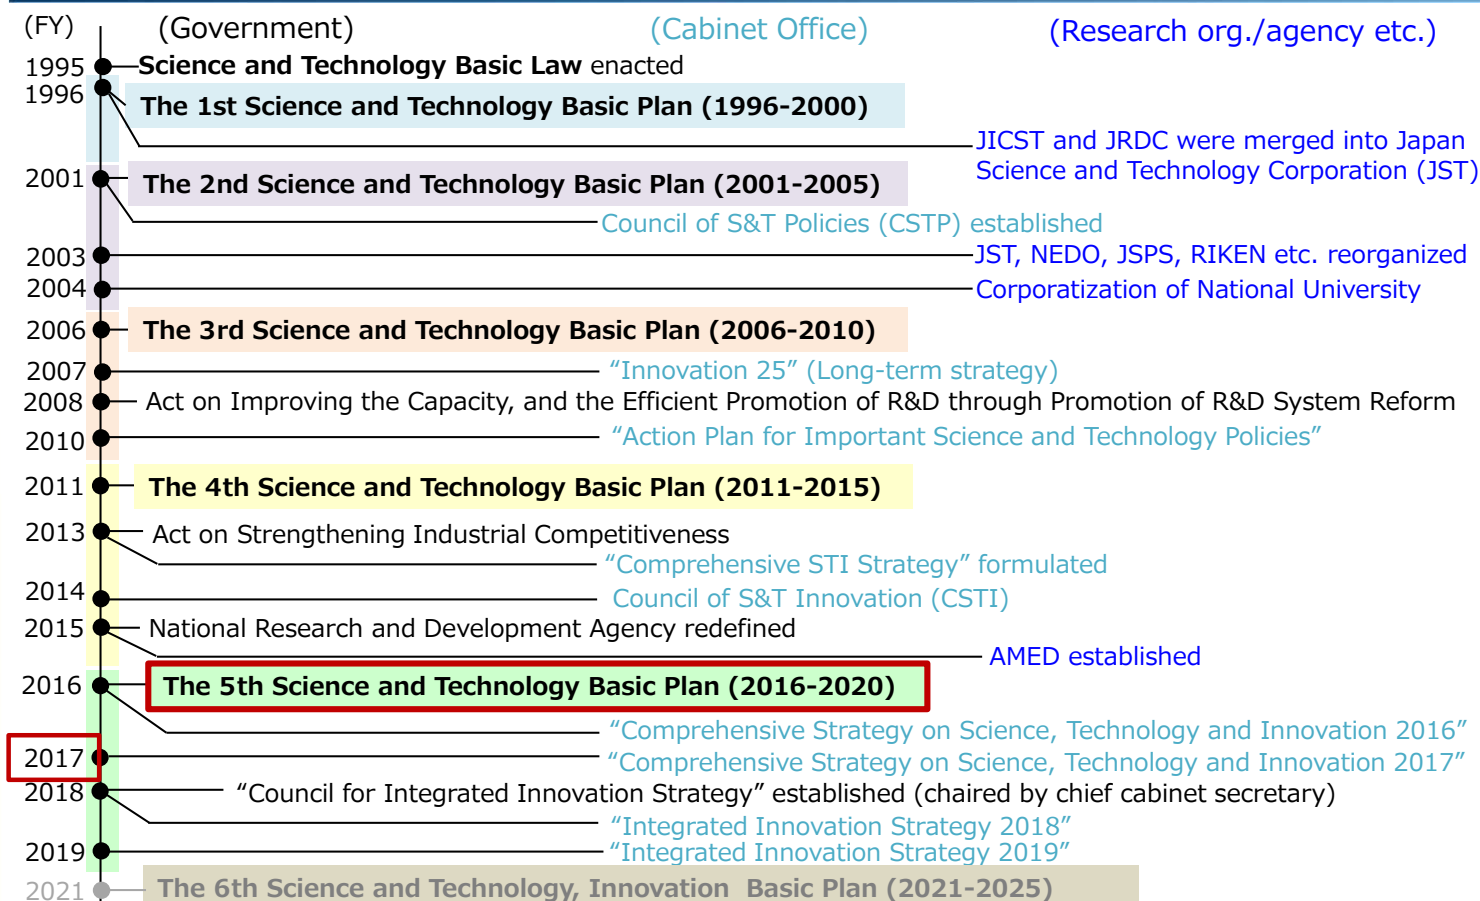 (FY) (Government) (Cabinet Office) (Research org./agency etc.)
1995 Science and Technology Basic Law enacted
1996 The 1st Science and Technology Basic Plan (1996-2000)
JICST and JRDC were merged into Japan
Science and Technology Corporation (JST)
2001 The 2nd Science and Technology Basic Plan (2001-2005)
Council of S&T Policies (CSTP) established
2003 JST, NEDO, JSPS, RIKEN etc. reorganized
2004 Corporatization of National University
2006 The 3rd Science and Technology Basic Plan (2006-2010)
2007 “Innovation 25” (Long-term strategy)
2008 Act on Improving the Capacity, and the Efficient Promotion of R&D through Promotion of R&D System Reform
2010 “Action Plan for Important Science and Technology Policies”
2011 The 4th Science and Technology Basic Plan (2011-2015)
2013 Act on Strengthening Industrial Competitiveness
“Comprehensive STI Strategy” formulated
2014 Council of S&T Innovation (CSTI)
2015 National Research and Development Agency redefined
AMED established
2016 The 5th Science and Technology Basic Plan (2016-2020)
“Comprehensive Strategy on Science, Technology and Innovation 2016”
2017 “Comprehensive Strategy on Science, Technology and Innovation 2017”
2018 “Council for Integrated Innovation Strategy” established (chaired by chief cabinet secretary)
“Integrated Innovation Strategy 2018”
2019 “Integrated Innovation Strategy 2019”
2021 The 6th Science and Technology, Innovation Basic Plan (2021-2025)